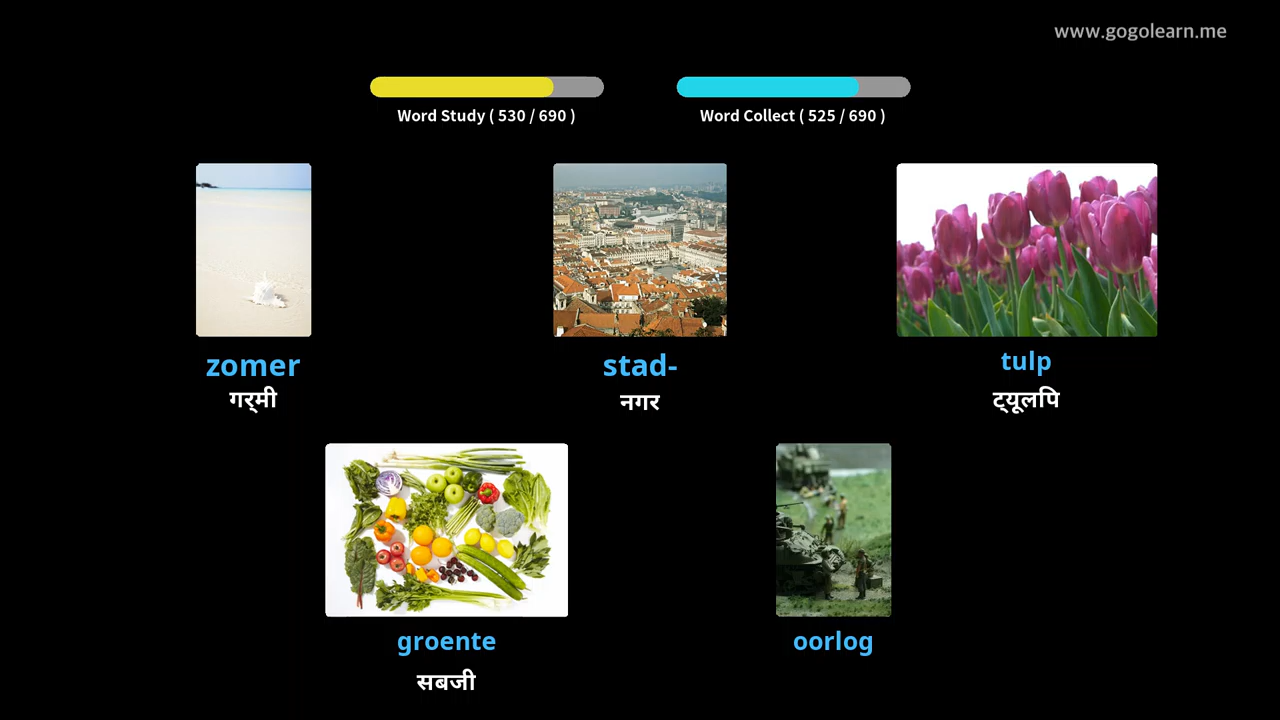 www.gogolearn.me
Word Study ( 530 / 690 )
Word Collect ( 525 / 690 )
zomer
गर्मी
stad-
नगर
tulp
ट्यूलपि
groente
सबजी
oorlog